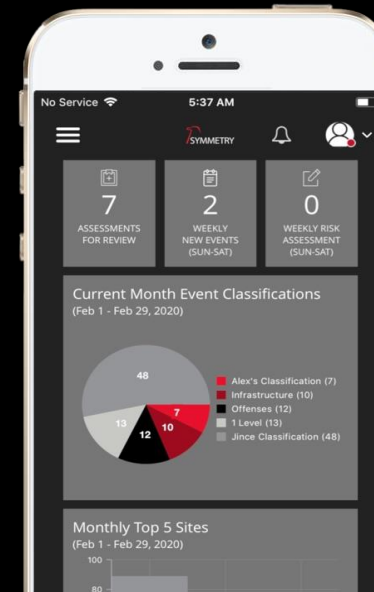 No Service 5:37 AM
SYMMETRY
7 2 0
ASSESSMENTS FOR REVIEW
WEEKLY NEW EVENTS (SUN-SAT)
WEEKLY RISK ASSESSMENT (SUN-SAT)
Current Month Event Classifications
(Feb 1 - Feb 29, 2020)
48
7
10
12
13
Alex's Classification (7)
Infrastructure (10)
Offenses (12)
1 Level (13)
Jince Classification (48)
Monthly Top 5 Sites
(Feb 1 - Feb 29, 2020)
100
80